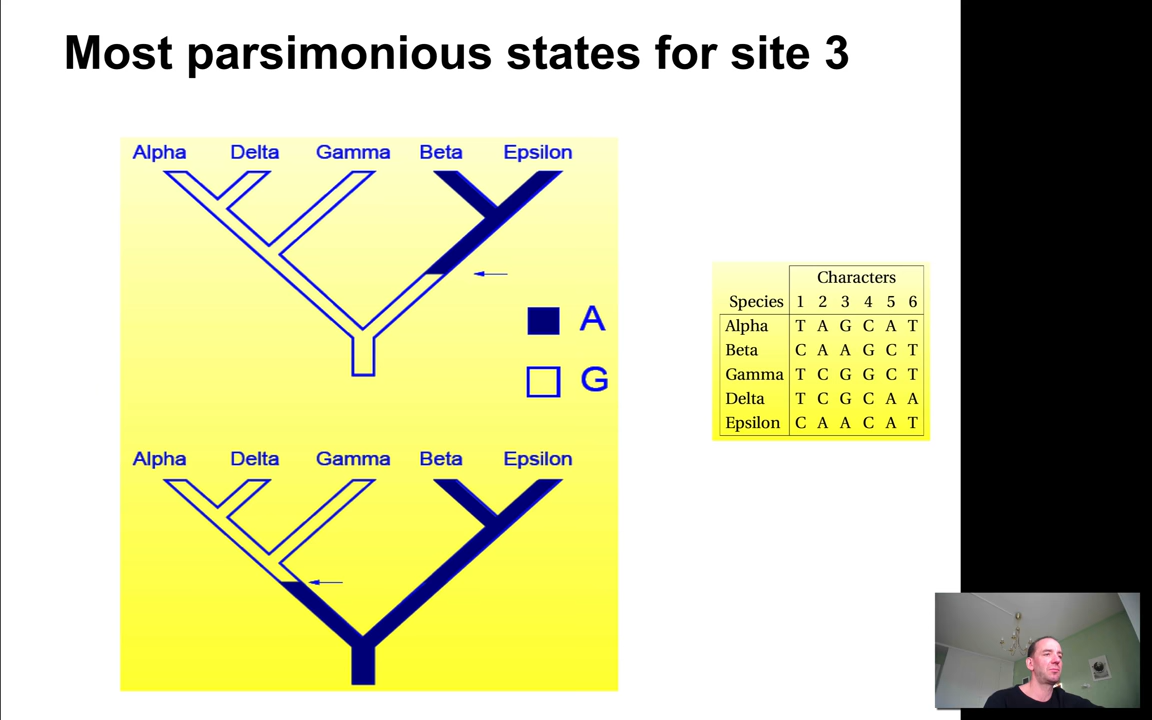 Most parsimonious states for site 3
Alpha Delta Gamma Beta Epsilon
A
G
Alpha Delta Gamma Beta Epsilon
Characters
Species 1 2 3 4 5 6
Alpha T A G C A T
Beta C A A G C T
Gamma T C G G C T
Delta T C G C A A
Epsilon C A A C A T